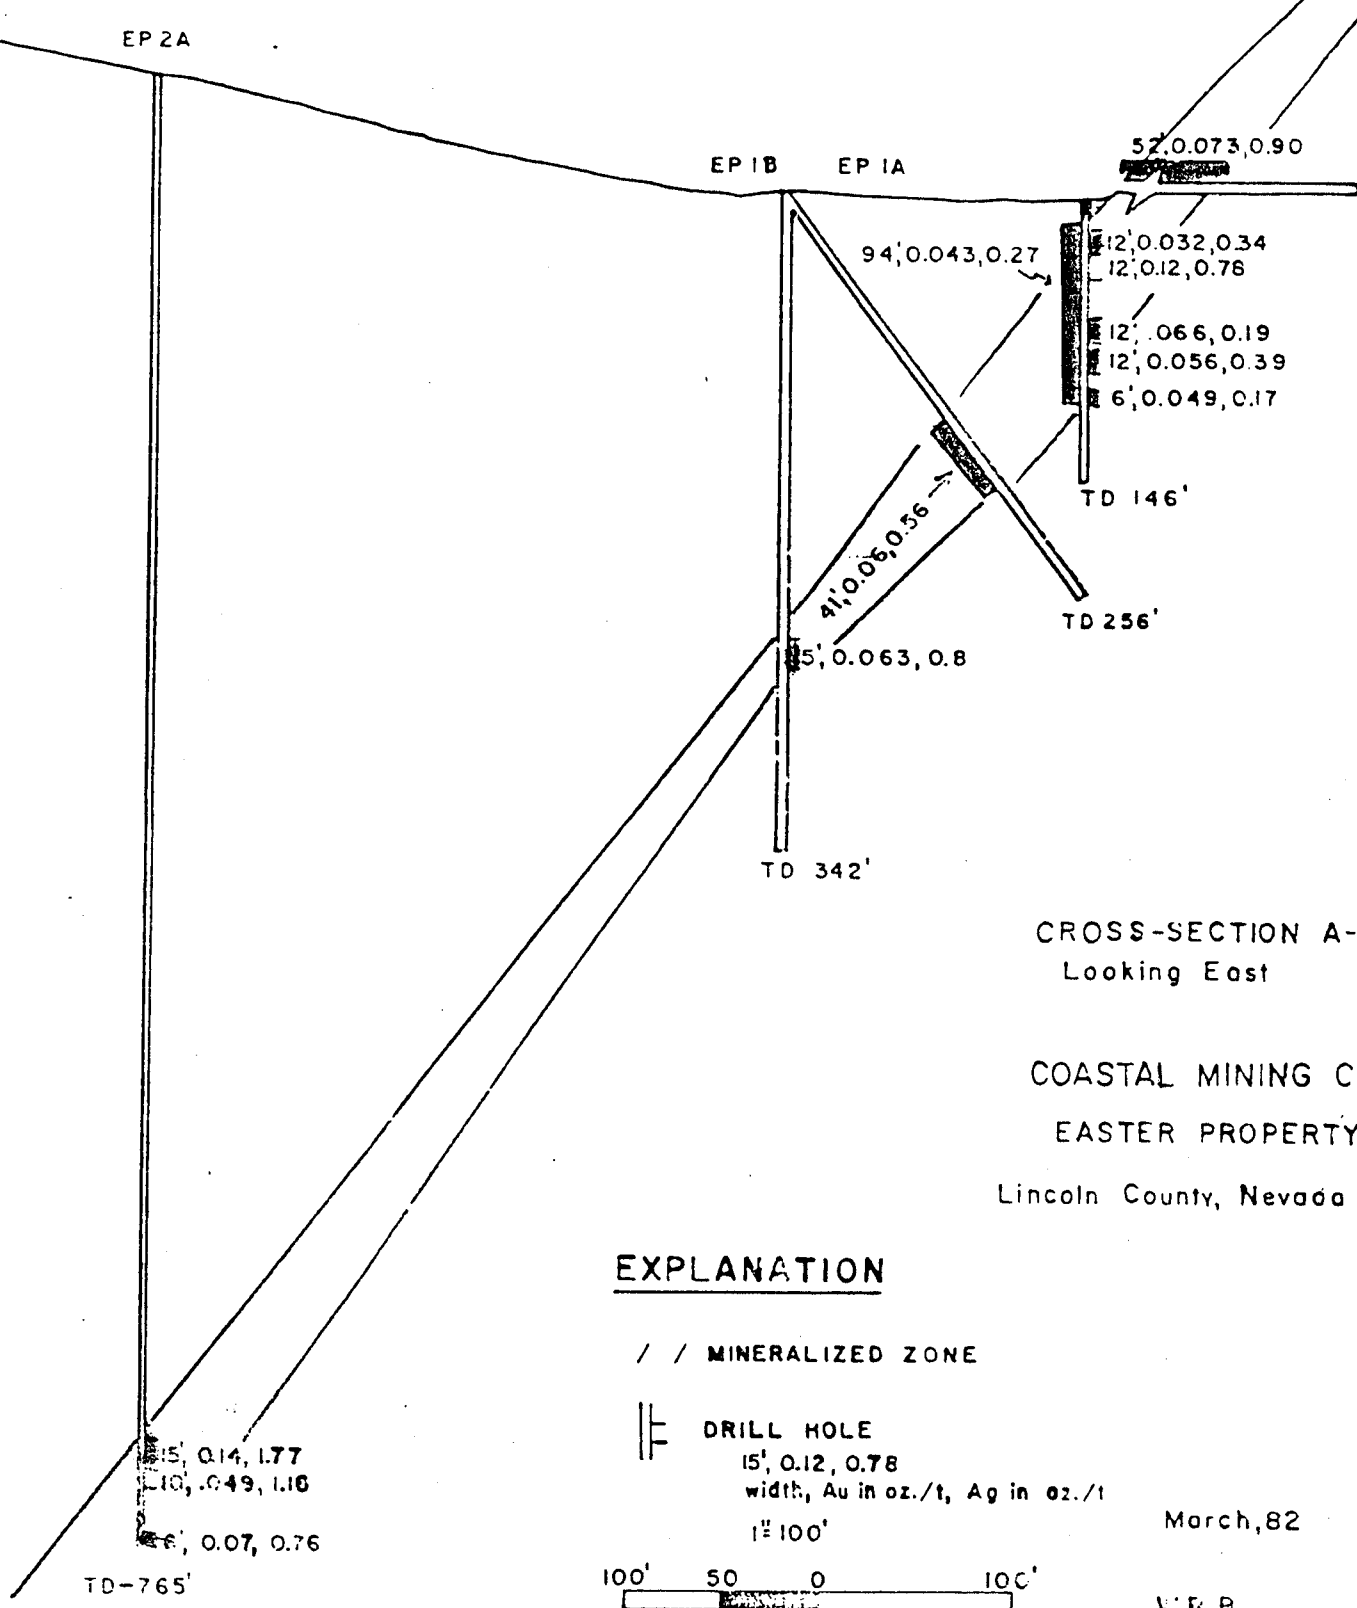 EP 2A
52',0.073,0.90
EP 1B
EP 1A
94',0.043,0.27
12',0.032,0.34
12',0.12,0.78
12', .066,0.19
12',0.056,0.39
6',0.049,0.17
TD 146'
41',0.06,0.56
TD 256'
15', 0.063, 0.8
TD 342'
CROSS-SECTION A-
Looking East
COASTAL MINING C
EASTER PROPERTY
Lincoln County, Nevada
EXPLANATION
/ / MINERALIZED ZONE
DRILL HOLE
15', 0.12, 0.78
width, Au in oz./t, Ag in oz./t
1"=100'
15', 0.14, 1.77
10', .049, 1.16
6', 0.07, 0.76
TD-765'
March,82
100' 50 0 100'